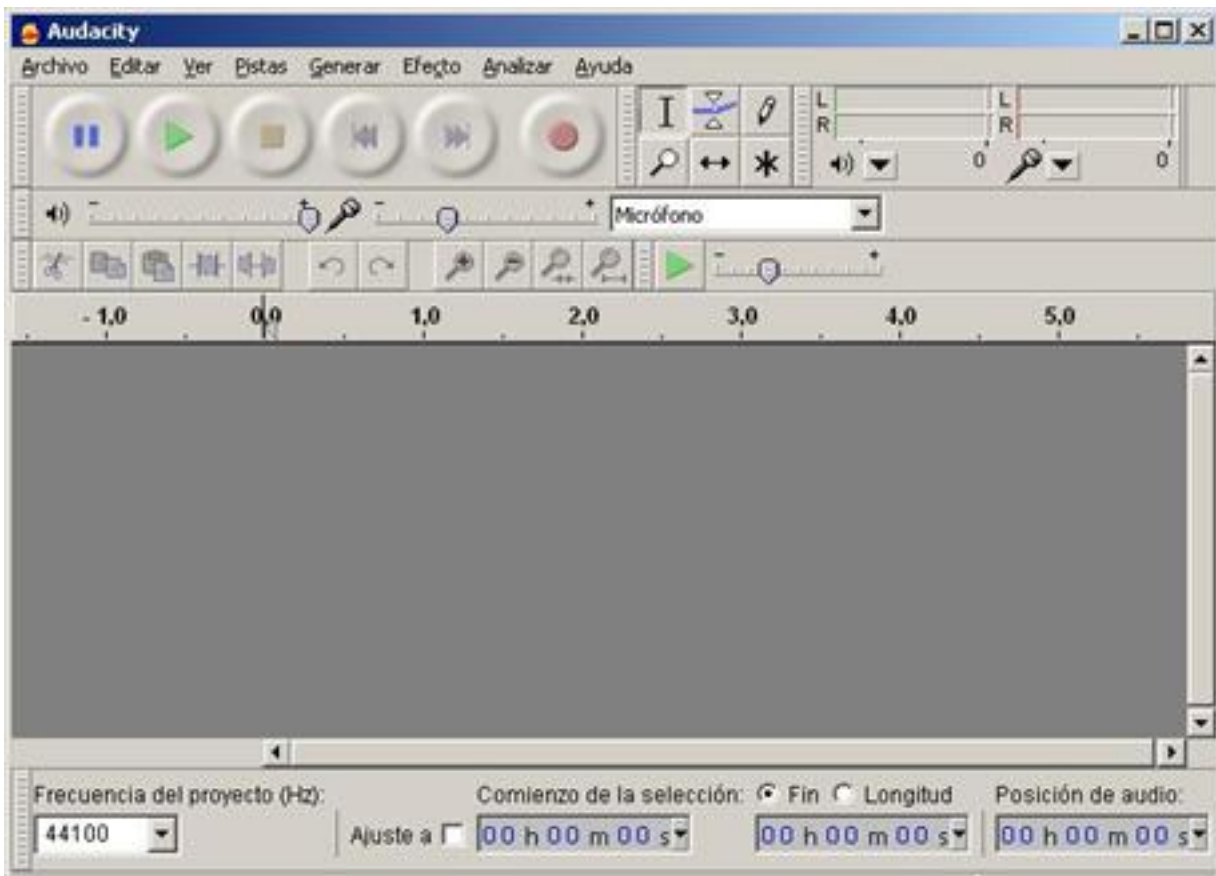 Audacity
Archivo Editar Ver Pistas Generar Efecto Analizar Ayuda
L
R
0
L
R
0
Micrófono
- 1,0 0,0 1,0 2,0 3,0 4,0 5,0
Frecuencia del proyecto (Hz): Comienzo de la selección: Fin Longitud Posición de audio:
44100 Ajuste a 00 h 00 m 00 s 00 h 00 m 00 s 00 h 00 m 00 s